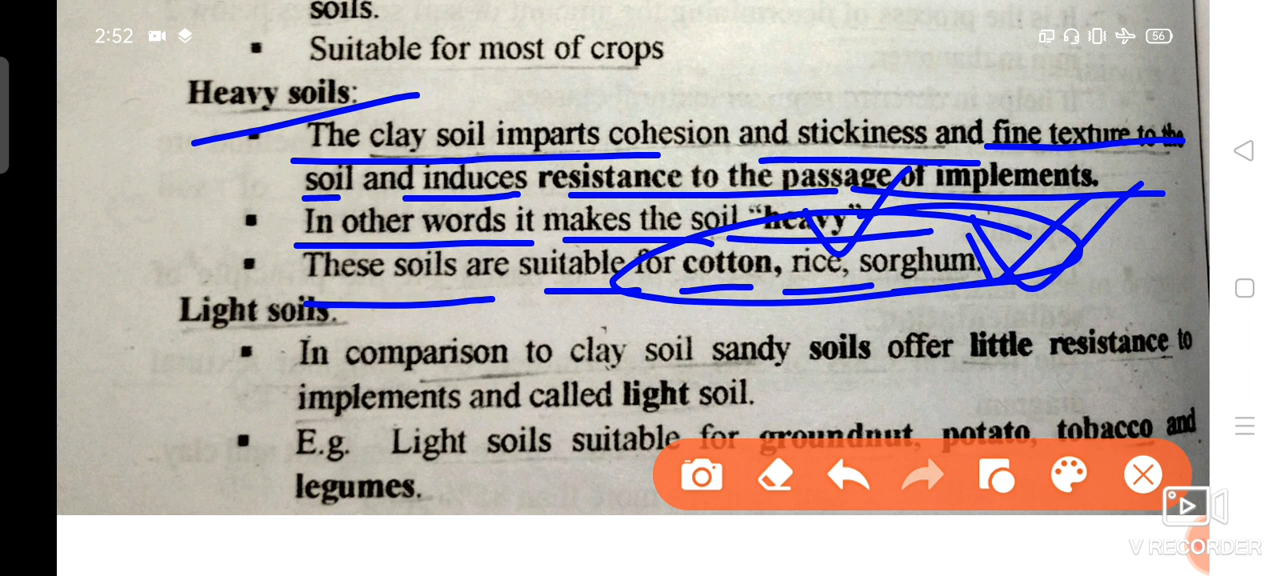 soils.
2:52 56
▪ Suitable for most of crops
Heavy soils:
▪ The clay soil imparts cohesion and stickiness and fine texture to the
soil and induces resistance to the passage of implements.
▪ In other words it makes the soil “heavy”
▪ These soils are suitable for cotton, rice, sorghum.
Light soils.
▪ In comparison to clay soil sandy soils offer little resistance to
implements and called light soil.
▪ E.g. Light soils suitable for groundnut, potato, tobacco and
legumes.
V RECORDER